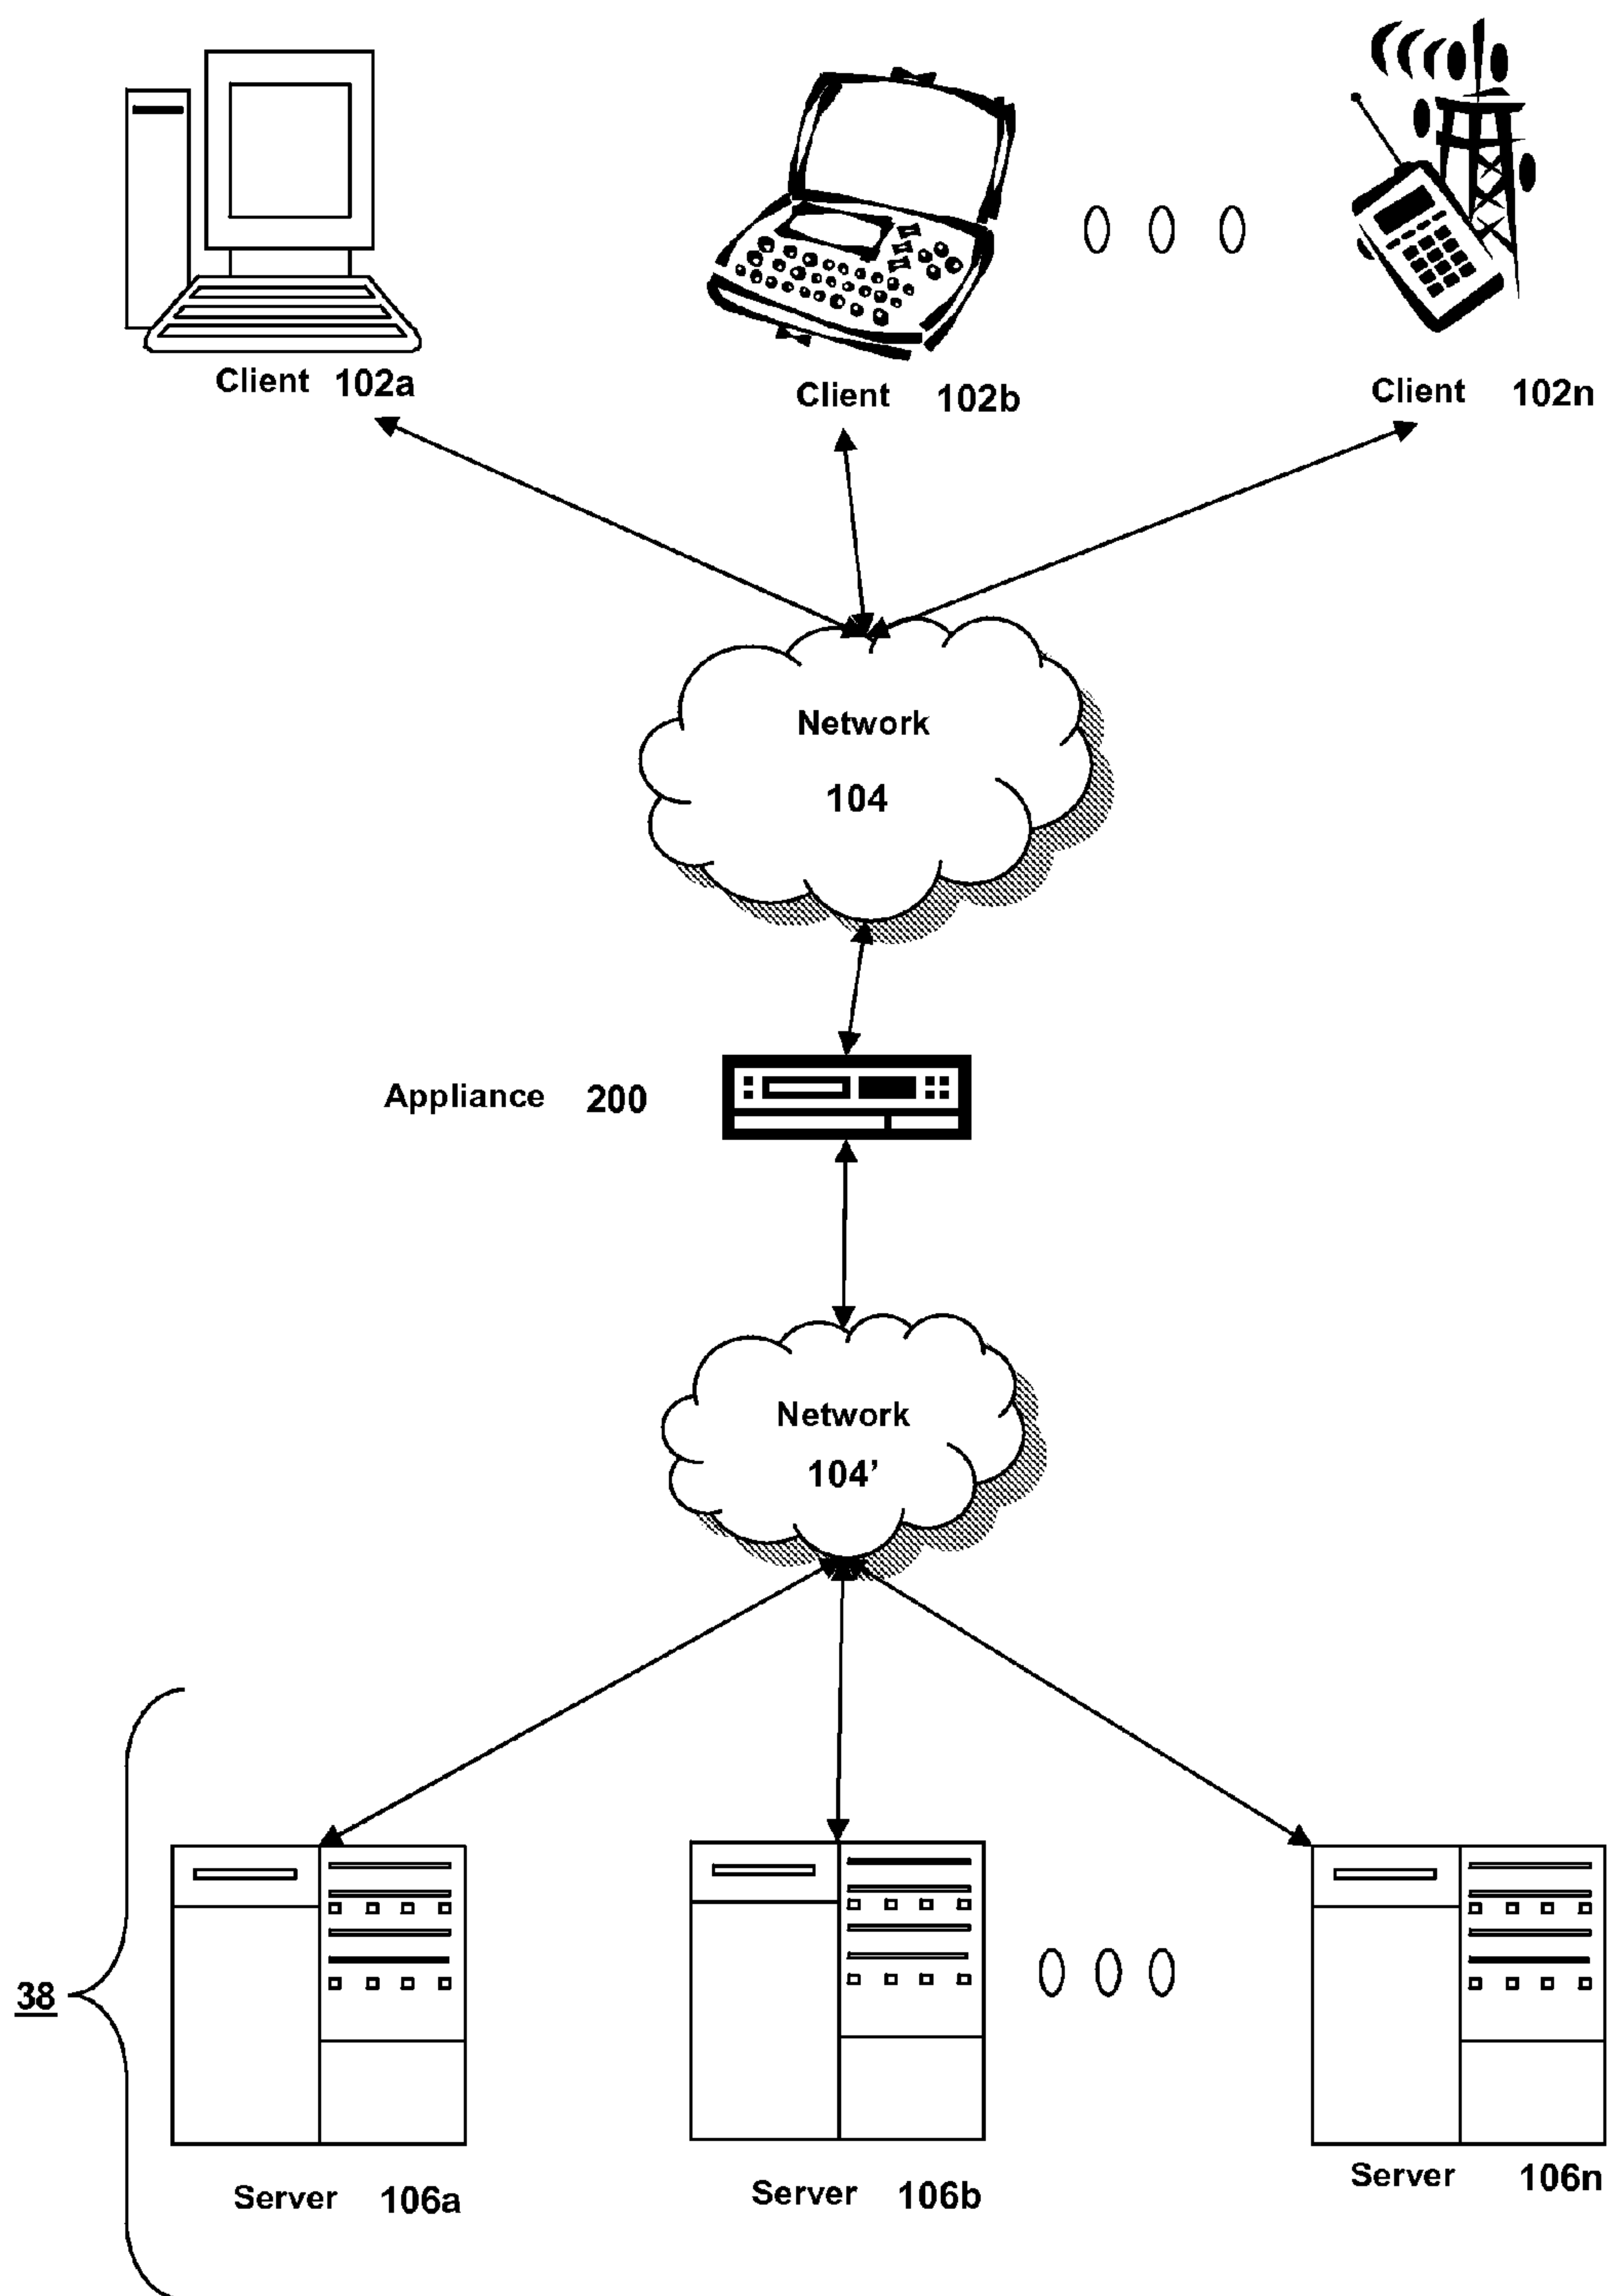 Client 102a
Client 102b
Client 102n
Network
104
Appliance 200
Network
104’
38
Server 106a
Server 106b
Server 106n